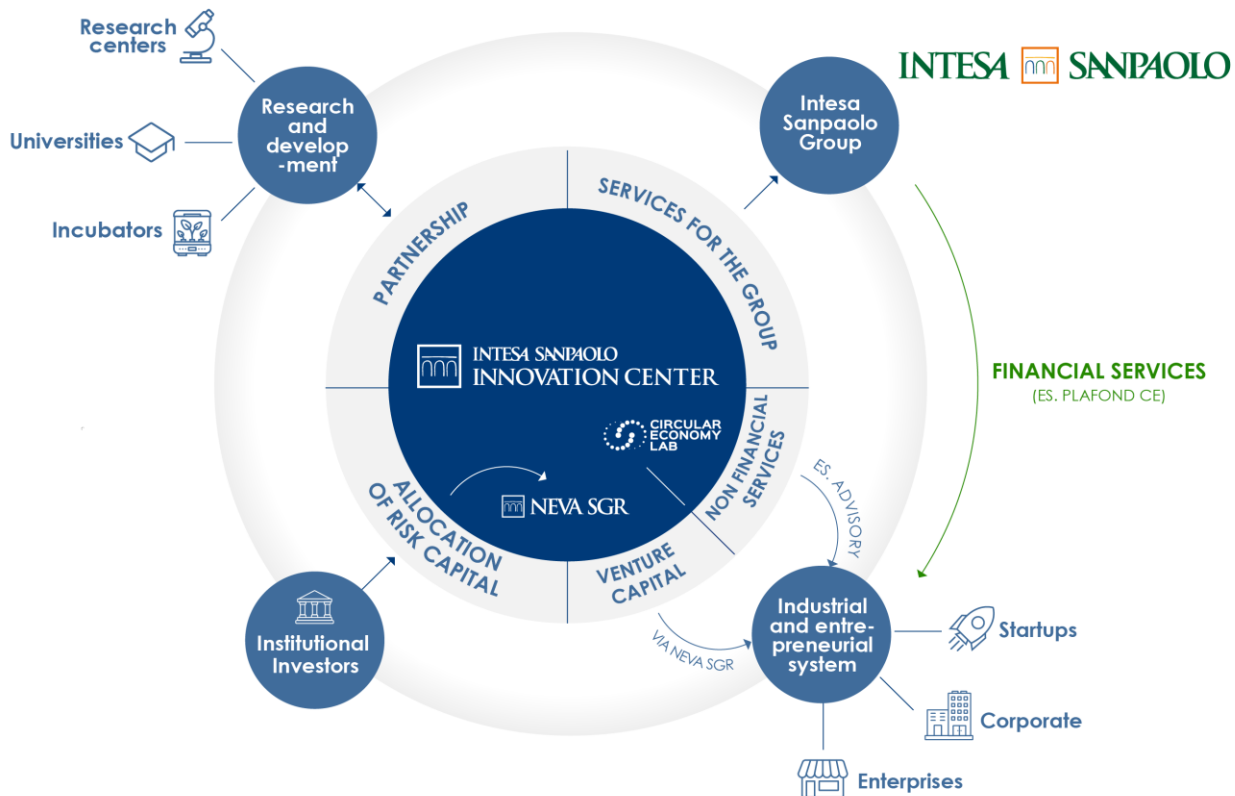 Research
centers
Universities
Incubators
Research
and
develop
-ment
Intesa
Sanpaolo
Group
INTESA SANPAOLO
PARTNERSHIP
SERVICES FOR THE GROUP
INTESA SANPAOLO
INNOVATION CENTER
CIRCULAR
ECONOMY
LAB
NEVA SGR
NON FINANCIAL
SERVICES
ALLOCATION
OF RISK CAPITAL
VENTURE
CAPITAL
FINANCIAL SERVICES
(ES. PLAFOND CE)
ES. ADVISORY
VIA NEVA SGR
Institutional
Investors
Industrial
and entre-
preneurial
system
Startups
Corporate
Enterprises